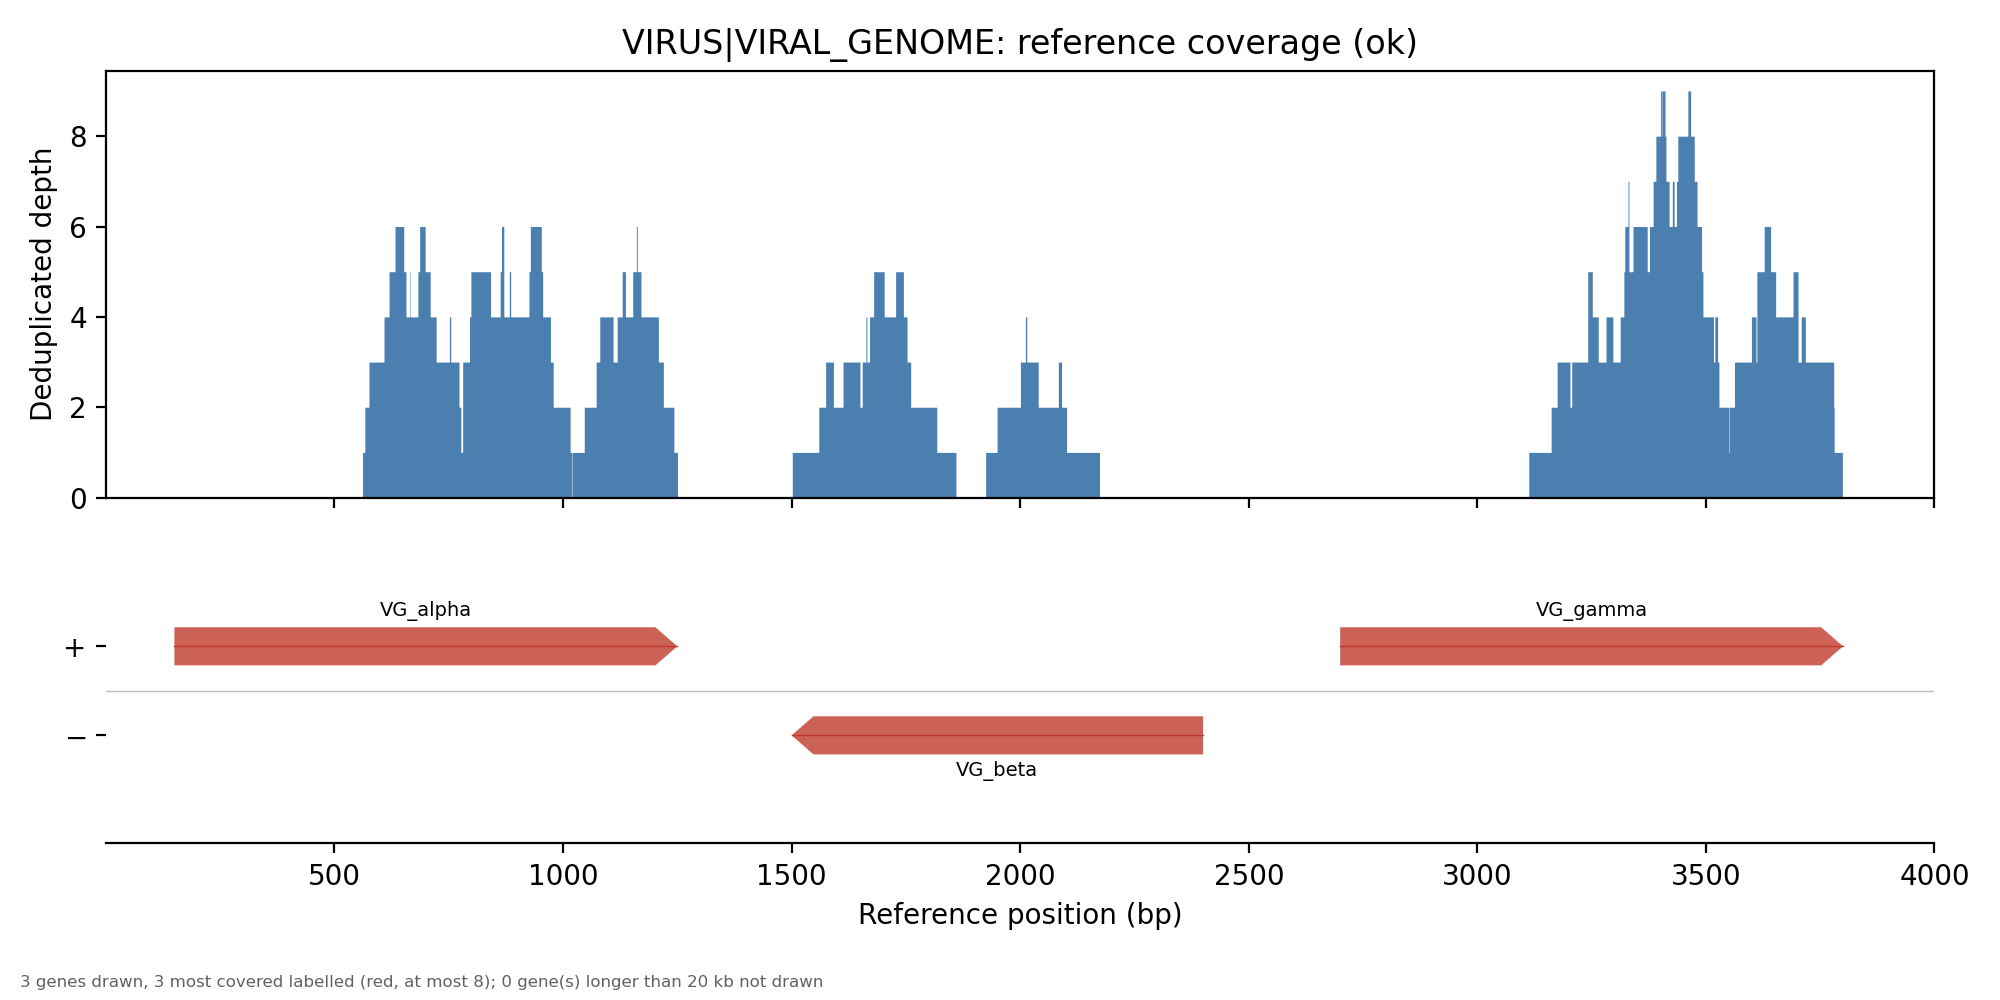 VIRUS|VIRAL_GENOME: reference coverage (ok)
Deduplicated depth
8
6
4
2
0
VG_alpha
VG_gamma
+
−
VG_beta
500 1000 1500 2000 2500 3000 3500 4000
Reference position (bp)
3 genes drawn, 3 most covered labelled (red, at most 8); 0 gene(s) longer than 20 kb not drawn